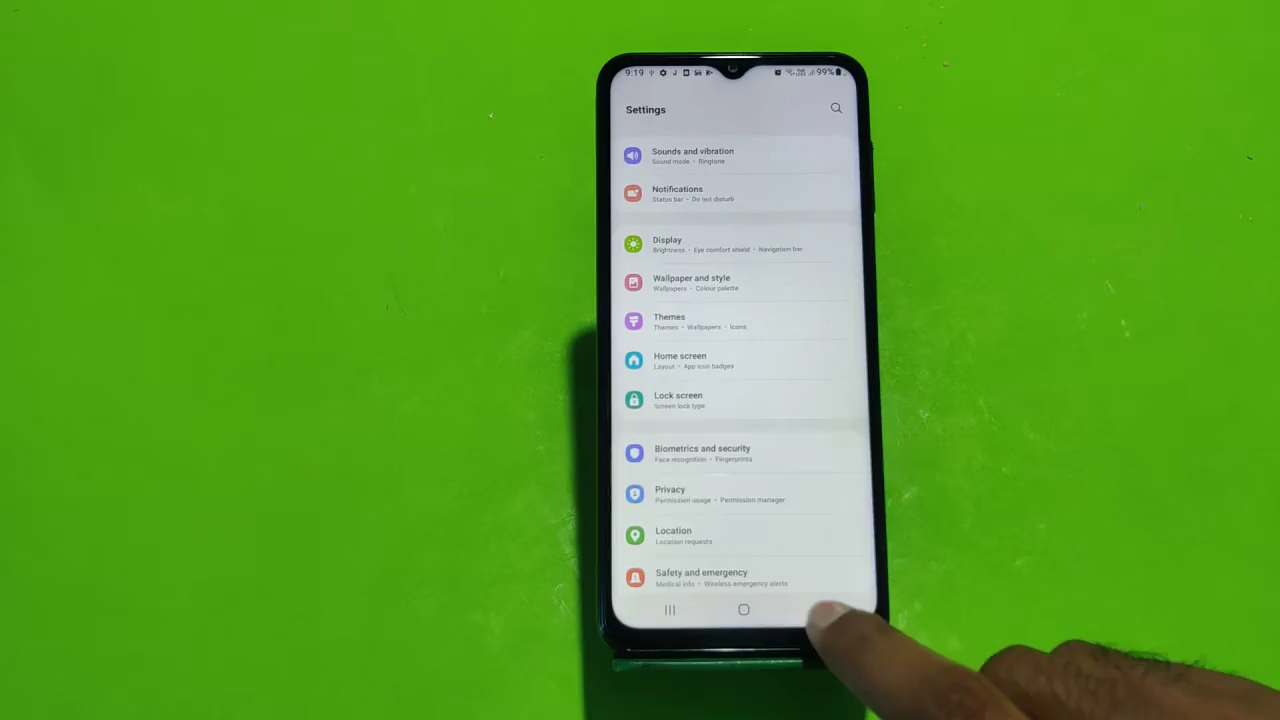 9:19 99%
Settings
Sounds and vibration
Sound mode • Ringtone
Notifications
Status bar • Do not disturb
Display
Brightness • Eye comfort shield • Navigation bar
Wallpaper and style
Wallpapers • Colour palette
Themes
Themes • Wallpapers • Icons
Home screen
Layout • App icon badges
Lock screen
Screen lock type
Biometrics and security
Face recognition • Fingerprints
Privacy
Permission usage • Permission manager
Location
Location requests
Safety and emergency
Medical info • Wireless emergency alerts